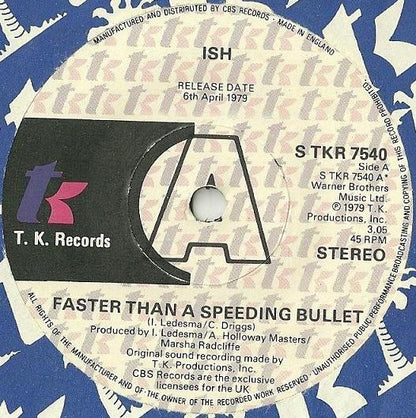 MANUFACTURED AND DISTRIBUTED BY CBS RECORDS - MADE IN ENGLAND
ISH
RELEASE DATE
6th April 1979
S TKR 7540
Side A
S TKR 7540 A*
Warner Brothers
Music Ltd.
℗ 1979 T. K.
Productions, Inc.
3.05
45 RPM
STEREO
tk
T. K. Records
A
FASTER THAN A SPEEDING BULLET
(I. Ledesma/C. Driggs)
Produced by I. Ledesma/A. Holloway Masters/
Marsha Radcliffe
Original sound recording made by
T. K. Productions, Inc.
CBS Records are the exclusive
licensees for the UK
ALL RIGHTS OF THE MANUFACTURER AND OF THE OWNER OF THE RECORDED WORK RESERVED - UNAUTHORISED PUBLIC PERFORMANCE BROADCASTING AND COPYING OF THIS RECORD PROHIBITED.